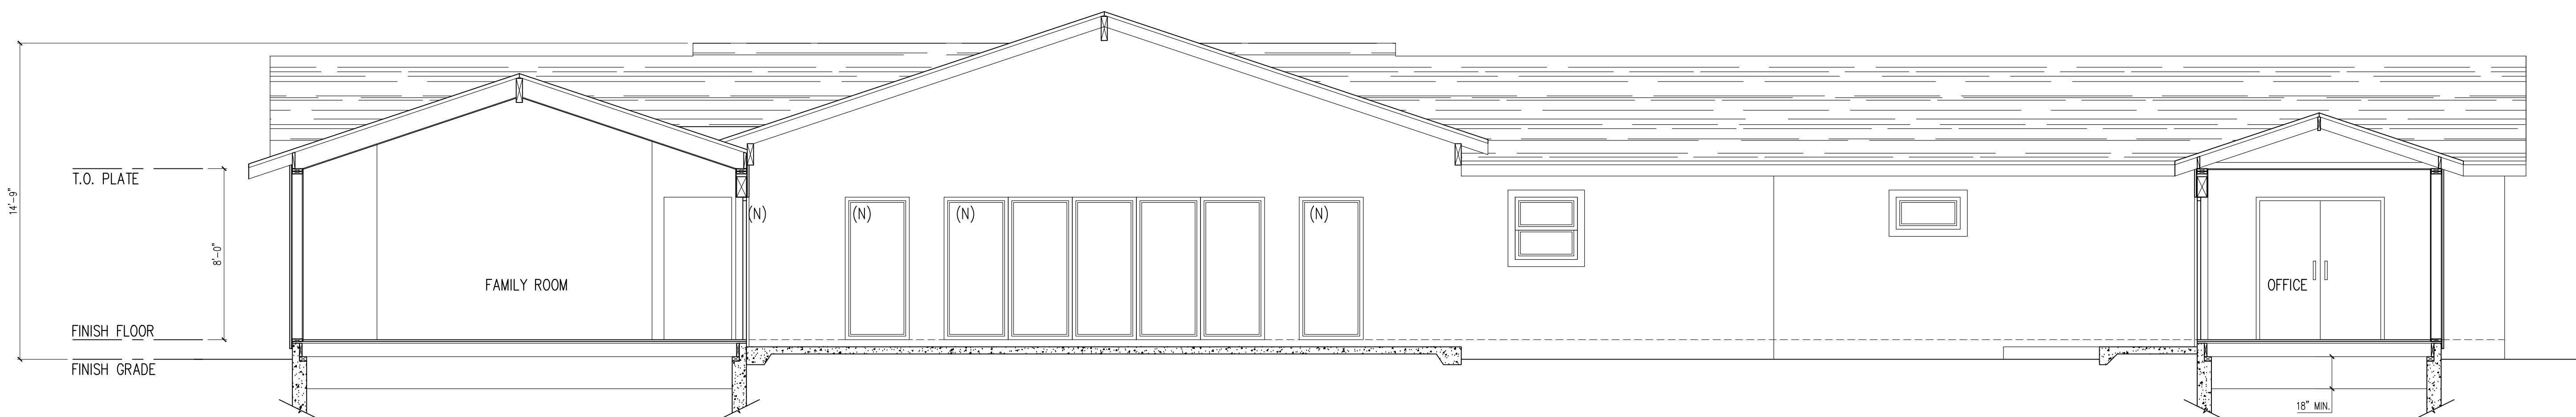 14'-9"
T.O. PLATE
8'-0"
FINISH FLOOR
FINISH GRADE
FAMILY ROOM
(N)
(N)
(N)
(N)
OFFICE
18" MIN.